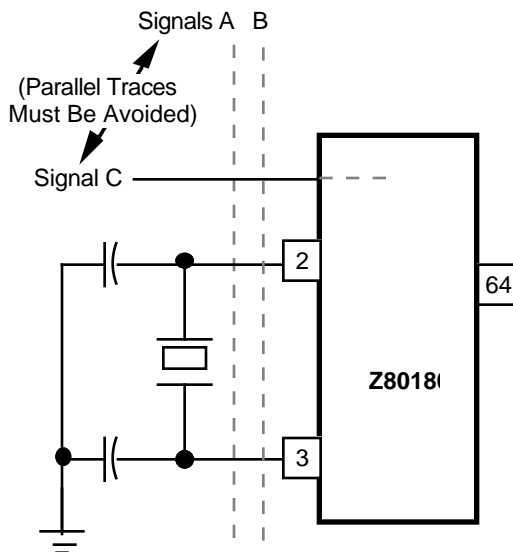 Signals A B
(Parallel Traces
Must Be Avoided)
Signal C
2
64
Z8018
3